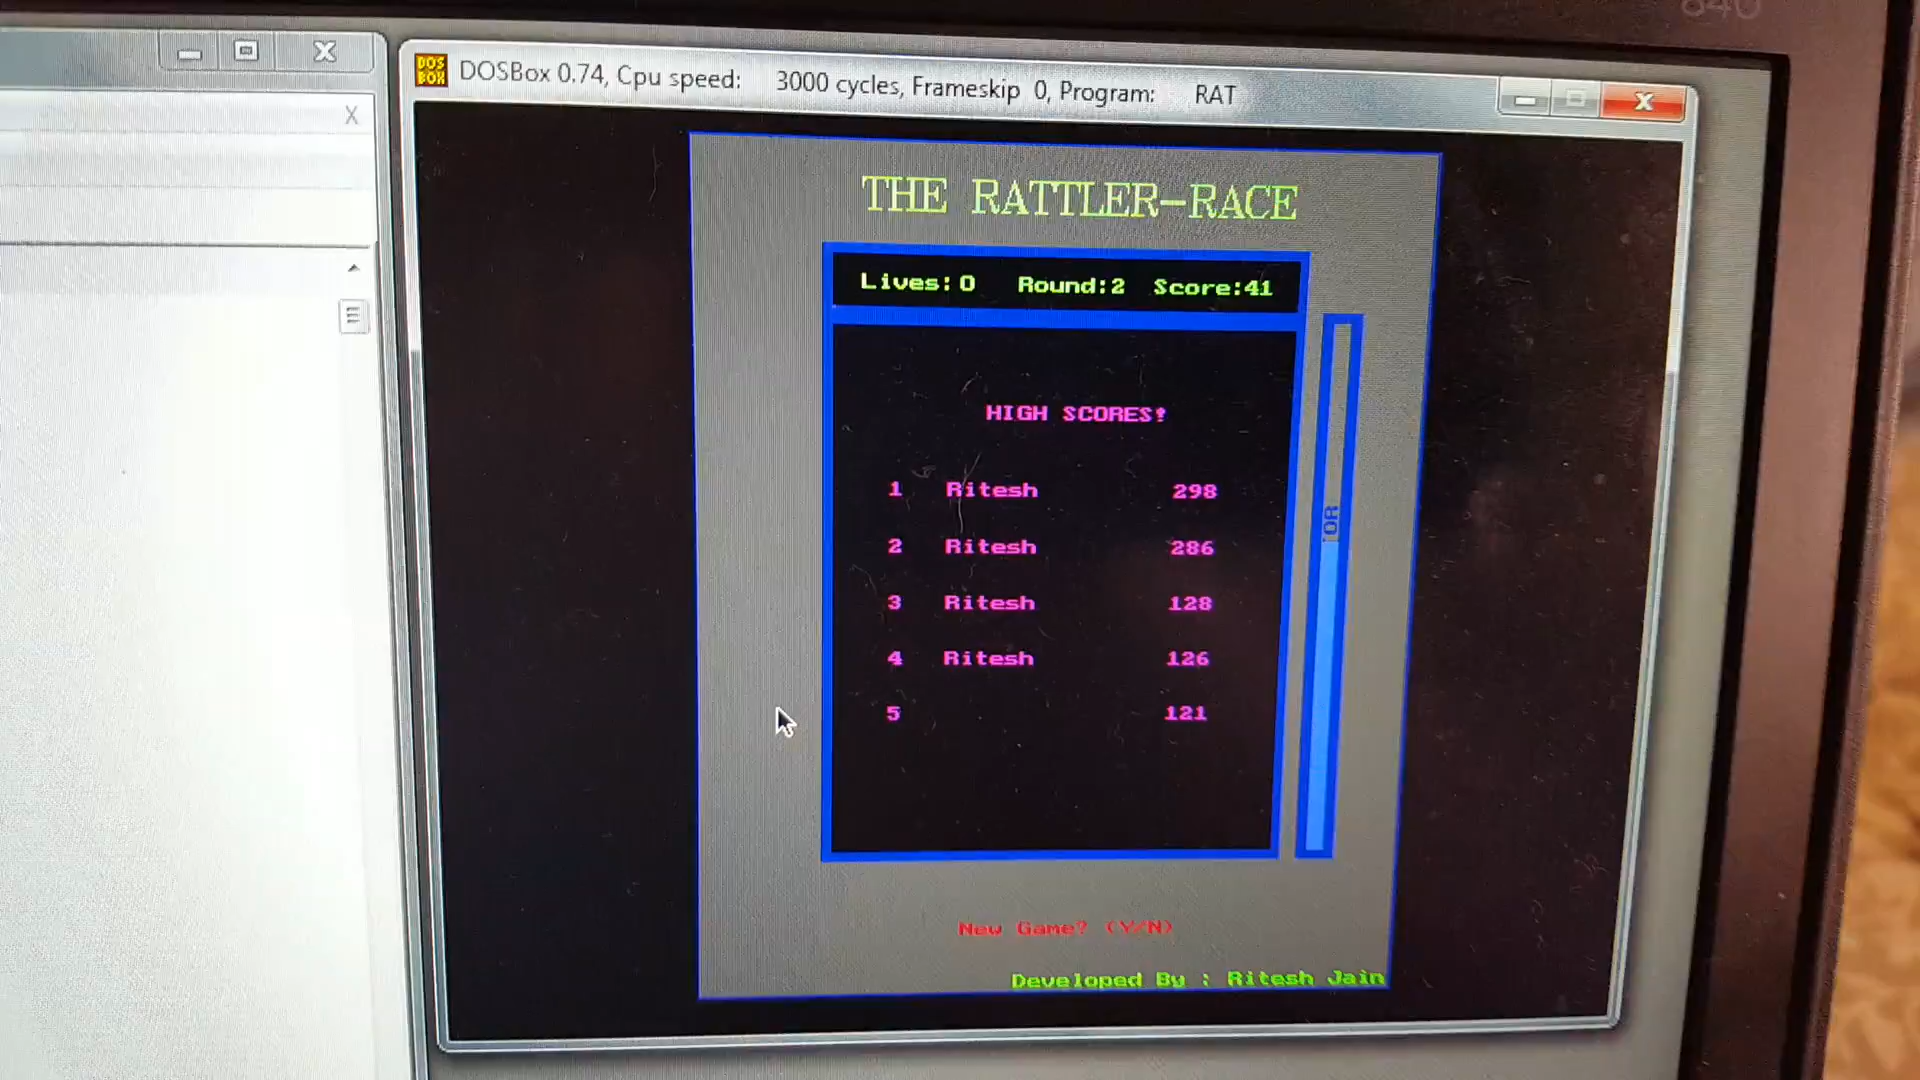 DOS
BOX
DOSBox 0.74, Cpu speed: 3000 cycles, Frameskip 0, Program: RAT
THE RATTLER-RACE
Lives:0 Round:2 Score:41
HIGH SCORES!
1 Ritesh 298
2 Ritesh 286
3 Ritesh 128
4 Ritesh 126
5 121
New Game? (Y/N)
Developed By : Ritesh Jain